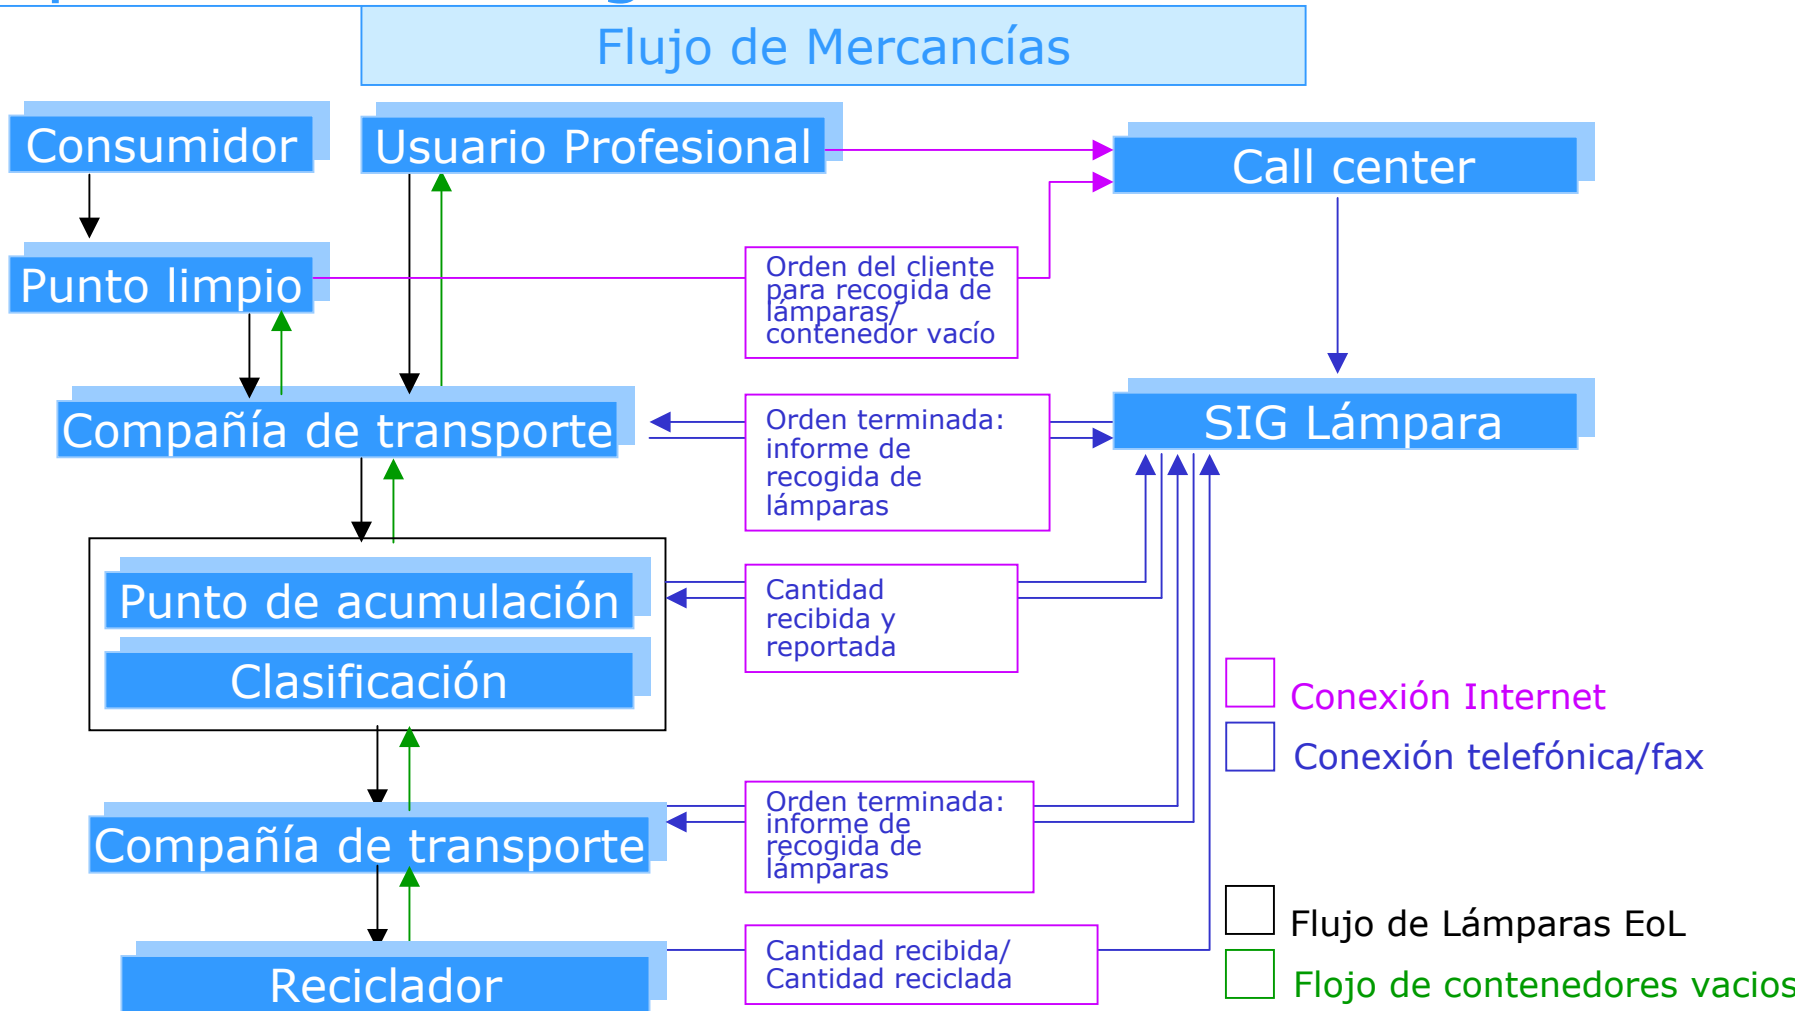 Flujo de Mercancías
Consumidor
Usuario Profesional
Call center
Punto limpio
Orden del cliente
para recogida de
lámparas/
contenedor vacío
Compañía de transporte
Orden terminada:
informe de
recogida de
lámparas
SIG Lámpara
Punto de acumulación
Cantidad
recibida y
reportada
Clasificación
Conexión Internet
Conexión telefónica/fax
Compañía de transporte
Orden terminada:
informe de
recogida de
lámparas
Flujo de Lámparas EoL
Reciclador
Cantidad recibida/
Cantidad reciclada
Flojo de contenedores vacios